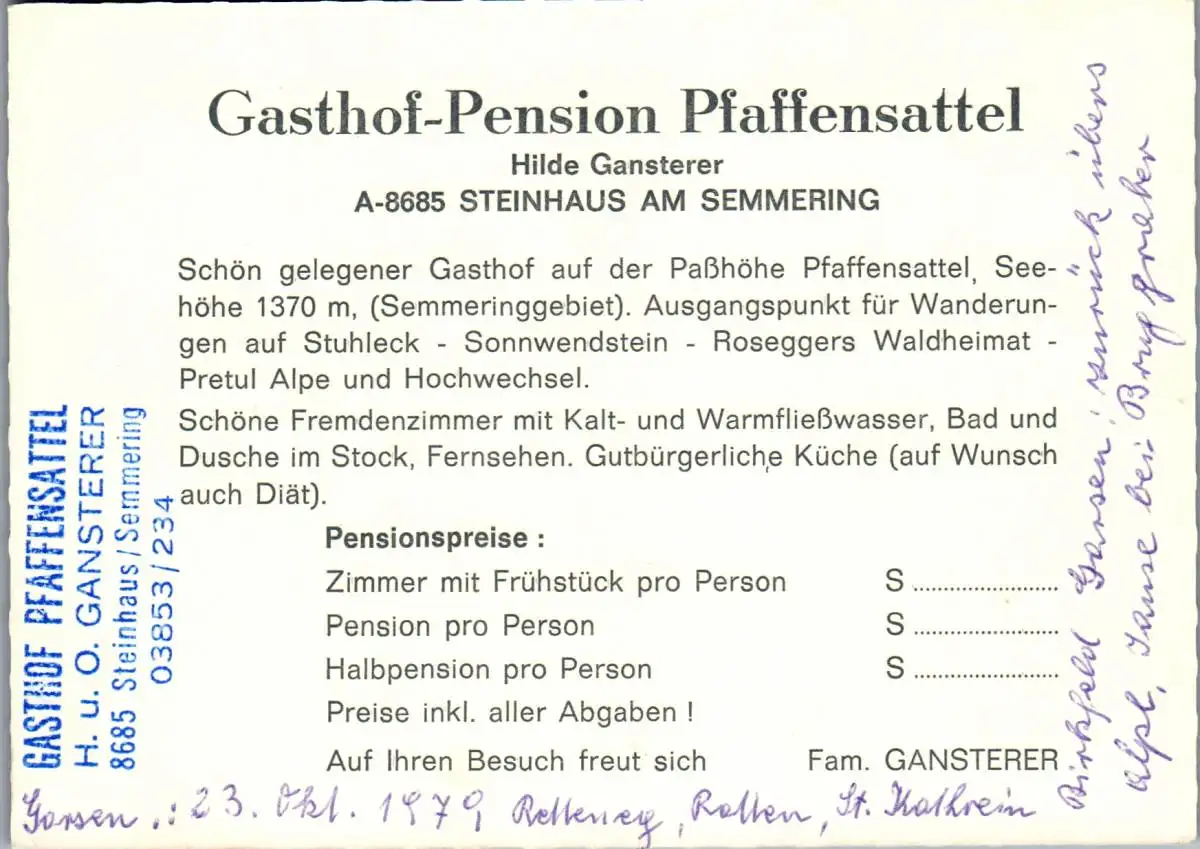 Gasthof-Pension Pfaffensattel
Hilde Gansterer
A-8685 STEINHAUS AM SEMMERING
Schön gelegener Gasthof auf der Paßhöhe Pfaffensattel, See-
höhe 1370 m, (Semmeringgebiet). Ausgangspunkt für Wanderun-
gen auf Stuhleck - Sonnwendstein - Roseggers Waldheimat -
Pretul Alpe und Hochwechsel.
Schöne Fremdenzimmer mit Kalt- und Warmfließwasser, Bad und
Dusche im Stock, Fernsehen. Gutbürgerliche Küche (auf Wunsch
auch Diät).
Pensionspreise :
Zimmer mit Frühstück pro Person S ........................
Pension pro Person S ........................
Halbpension pro Person S ........................
Preise inkl. aller Abgaben !
Auf Ihren Besuch freut sich Fam. GANSTERER
GASTHOF PFAFFENSATTEL
H. u. O. GANSTERER
8685 Steinhaus/Semmering
03853/234
23. Okt. 1979 Retteneg, Ratten, St. Kathrein
Birkfeld zurück übers
Alpl, Jause bei